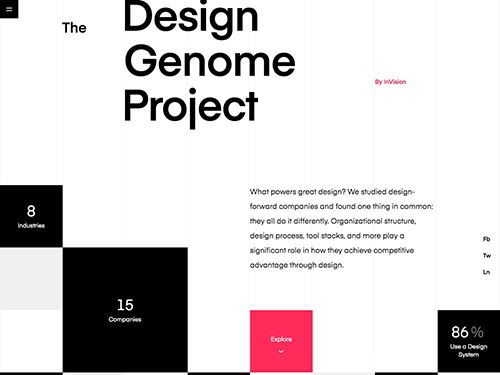 The
Design
Genome
Project
By InVision
What powers great design? We studied design-
forward companies and found one thing in common:
they all do it differently. Organizational structure,
design process, tool stacks, and more play a
significant role in how they achieve competitive
advantage through design.
8
Industries
15
Companies
Fb
Tw
Ln
Explore
86%
Use a Design
System